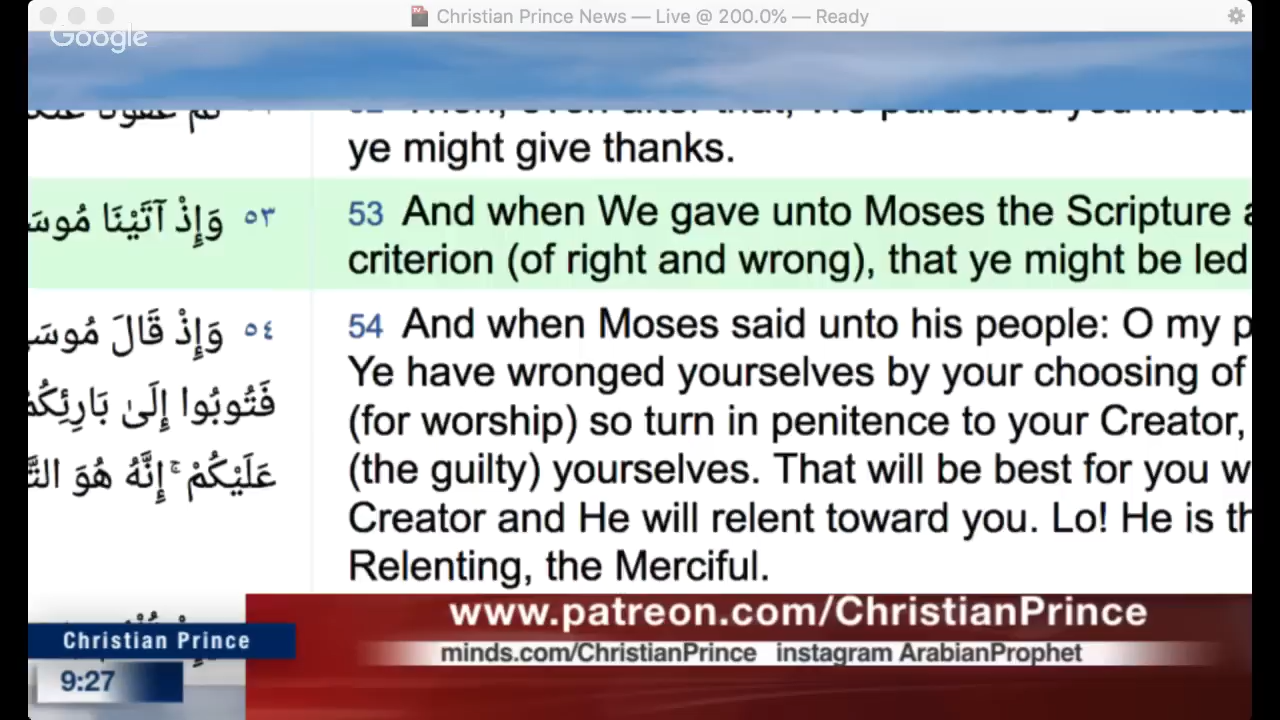 Christian Prince News — Live @ 200.0% — Ready
Google
ye might give thanks.
53 And when We gave unto Moses the Scripture
criterion (of right and wrong), that ye might be led
٥٣ وَإِذْ آتَيْنَا
54 And when Moses said unto his people: O my
Ye have wronged yourselves by your choosing of
(for worship) so turn in penitence to your Creator,
(the guilty) yourselves. That will be best for you
Creator and He will relent toward you. Lo! He is
Relenting, the Merciful.
٥٤ وَإِذْ قَالَ
فَتُوبُوا إِلَىٰ بَارِئِكُمْ
عَلَيْكُمْ ۚ إِنَّهُ هُوَ
www.patreon.com/ChristianPrince
minds.com/ChristianPrince instagram ArabianProphet
Christian Prince
9:27